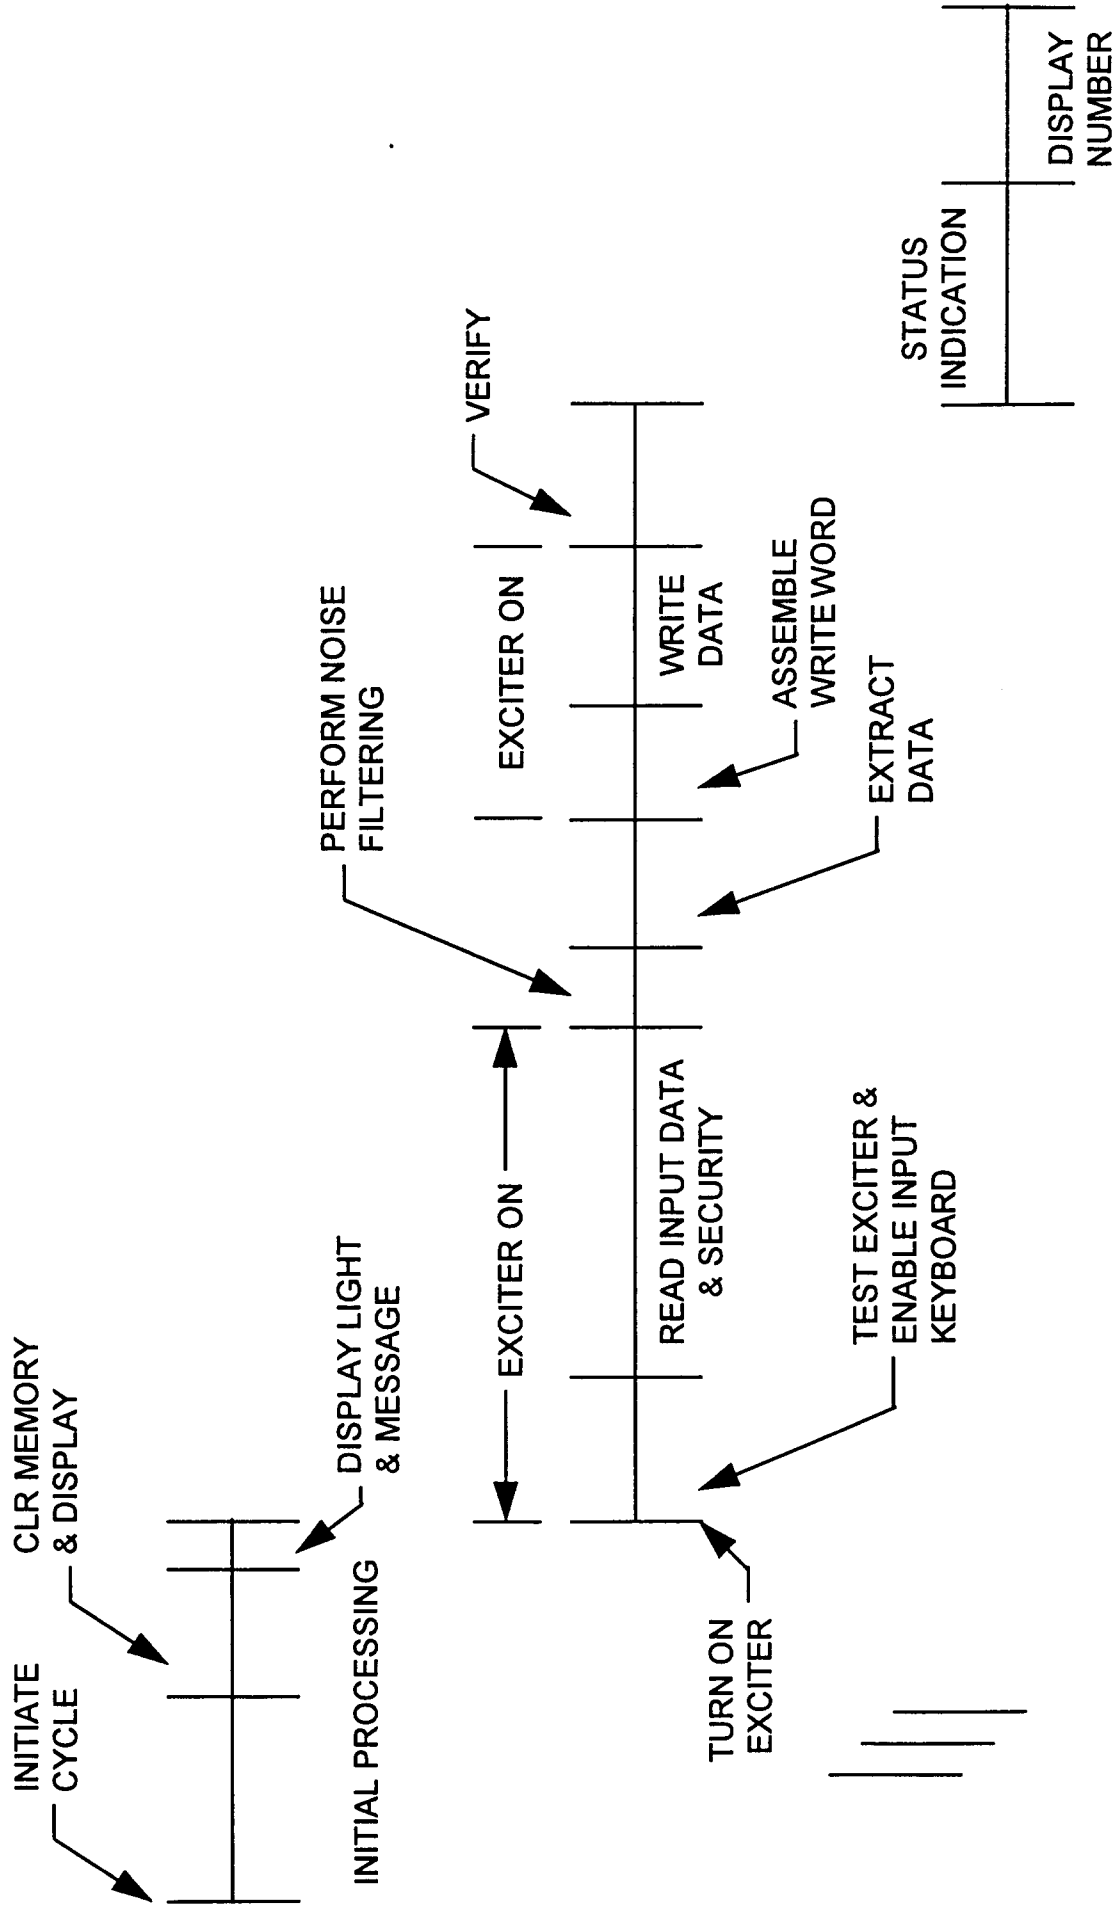 INITIATE
CYCLE
CLR MEMORY
& DISPLAY
DISPLAY LIGHT
& MESSAGE
INITIAL PROCESSING
PERFORM NOISE
FILTERING
VERIFY
EXCITER ON
EXCITER ON
READ INPUT DATA
& SECURITY
WRITE
DATA
TURN ON
EXCITER
TEST EXCITER &
ENABLE INPUT
KEYBOARD
EXTRACT
DATA
ASSEMBLE
WRITE WORD
STATUS
INDICATION
DISPLAY
NUMBER